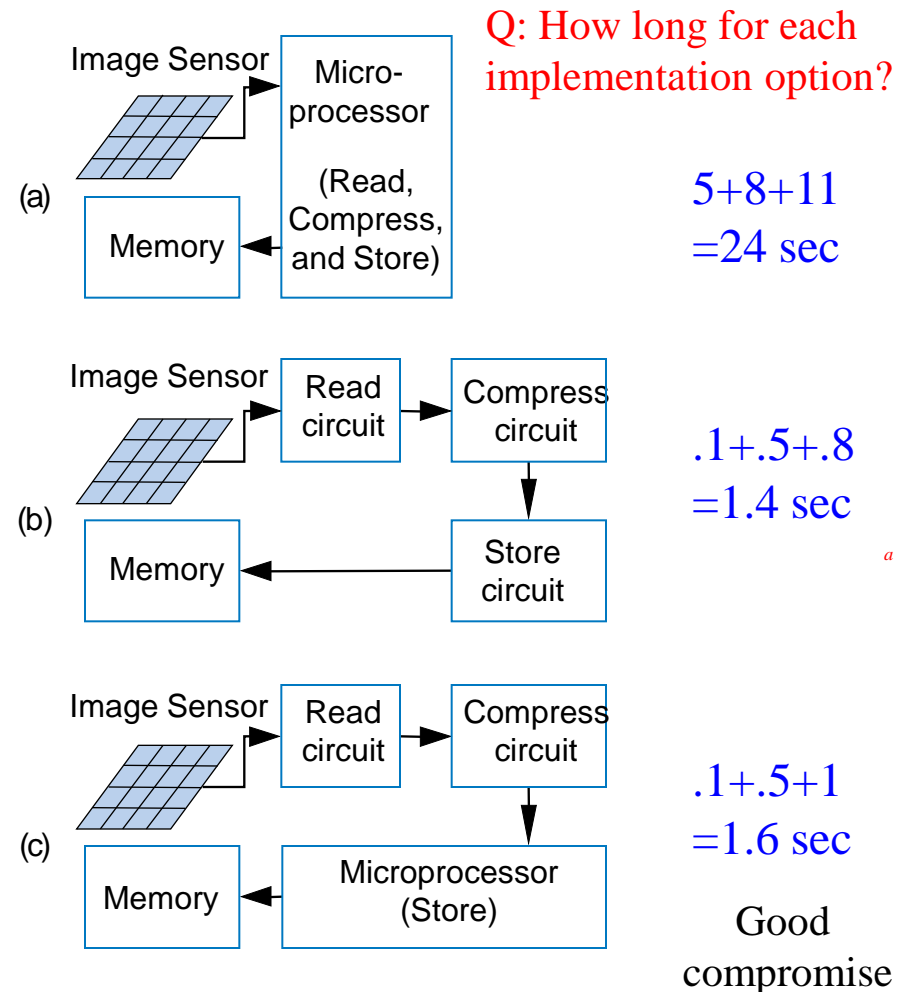 Q: How long for each
implementation option?
Image Sensor
Micro-
processor
(Read,
Compress,
and Store)
(a)
Memory
5+8+11
=24 sec
Image Sensor
Read
circuit
Compress
circuit
(b)
Memory
Store
circuit
.1+.5+.8
=1.4 sec
a
Image Sensor
Read
circuit
Compress
circuit
(c)
Memory
Microprocessor
(Store)
.1+.5+1
=1.6 sec
Good
compromise